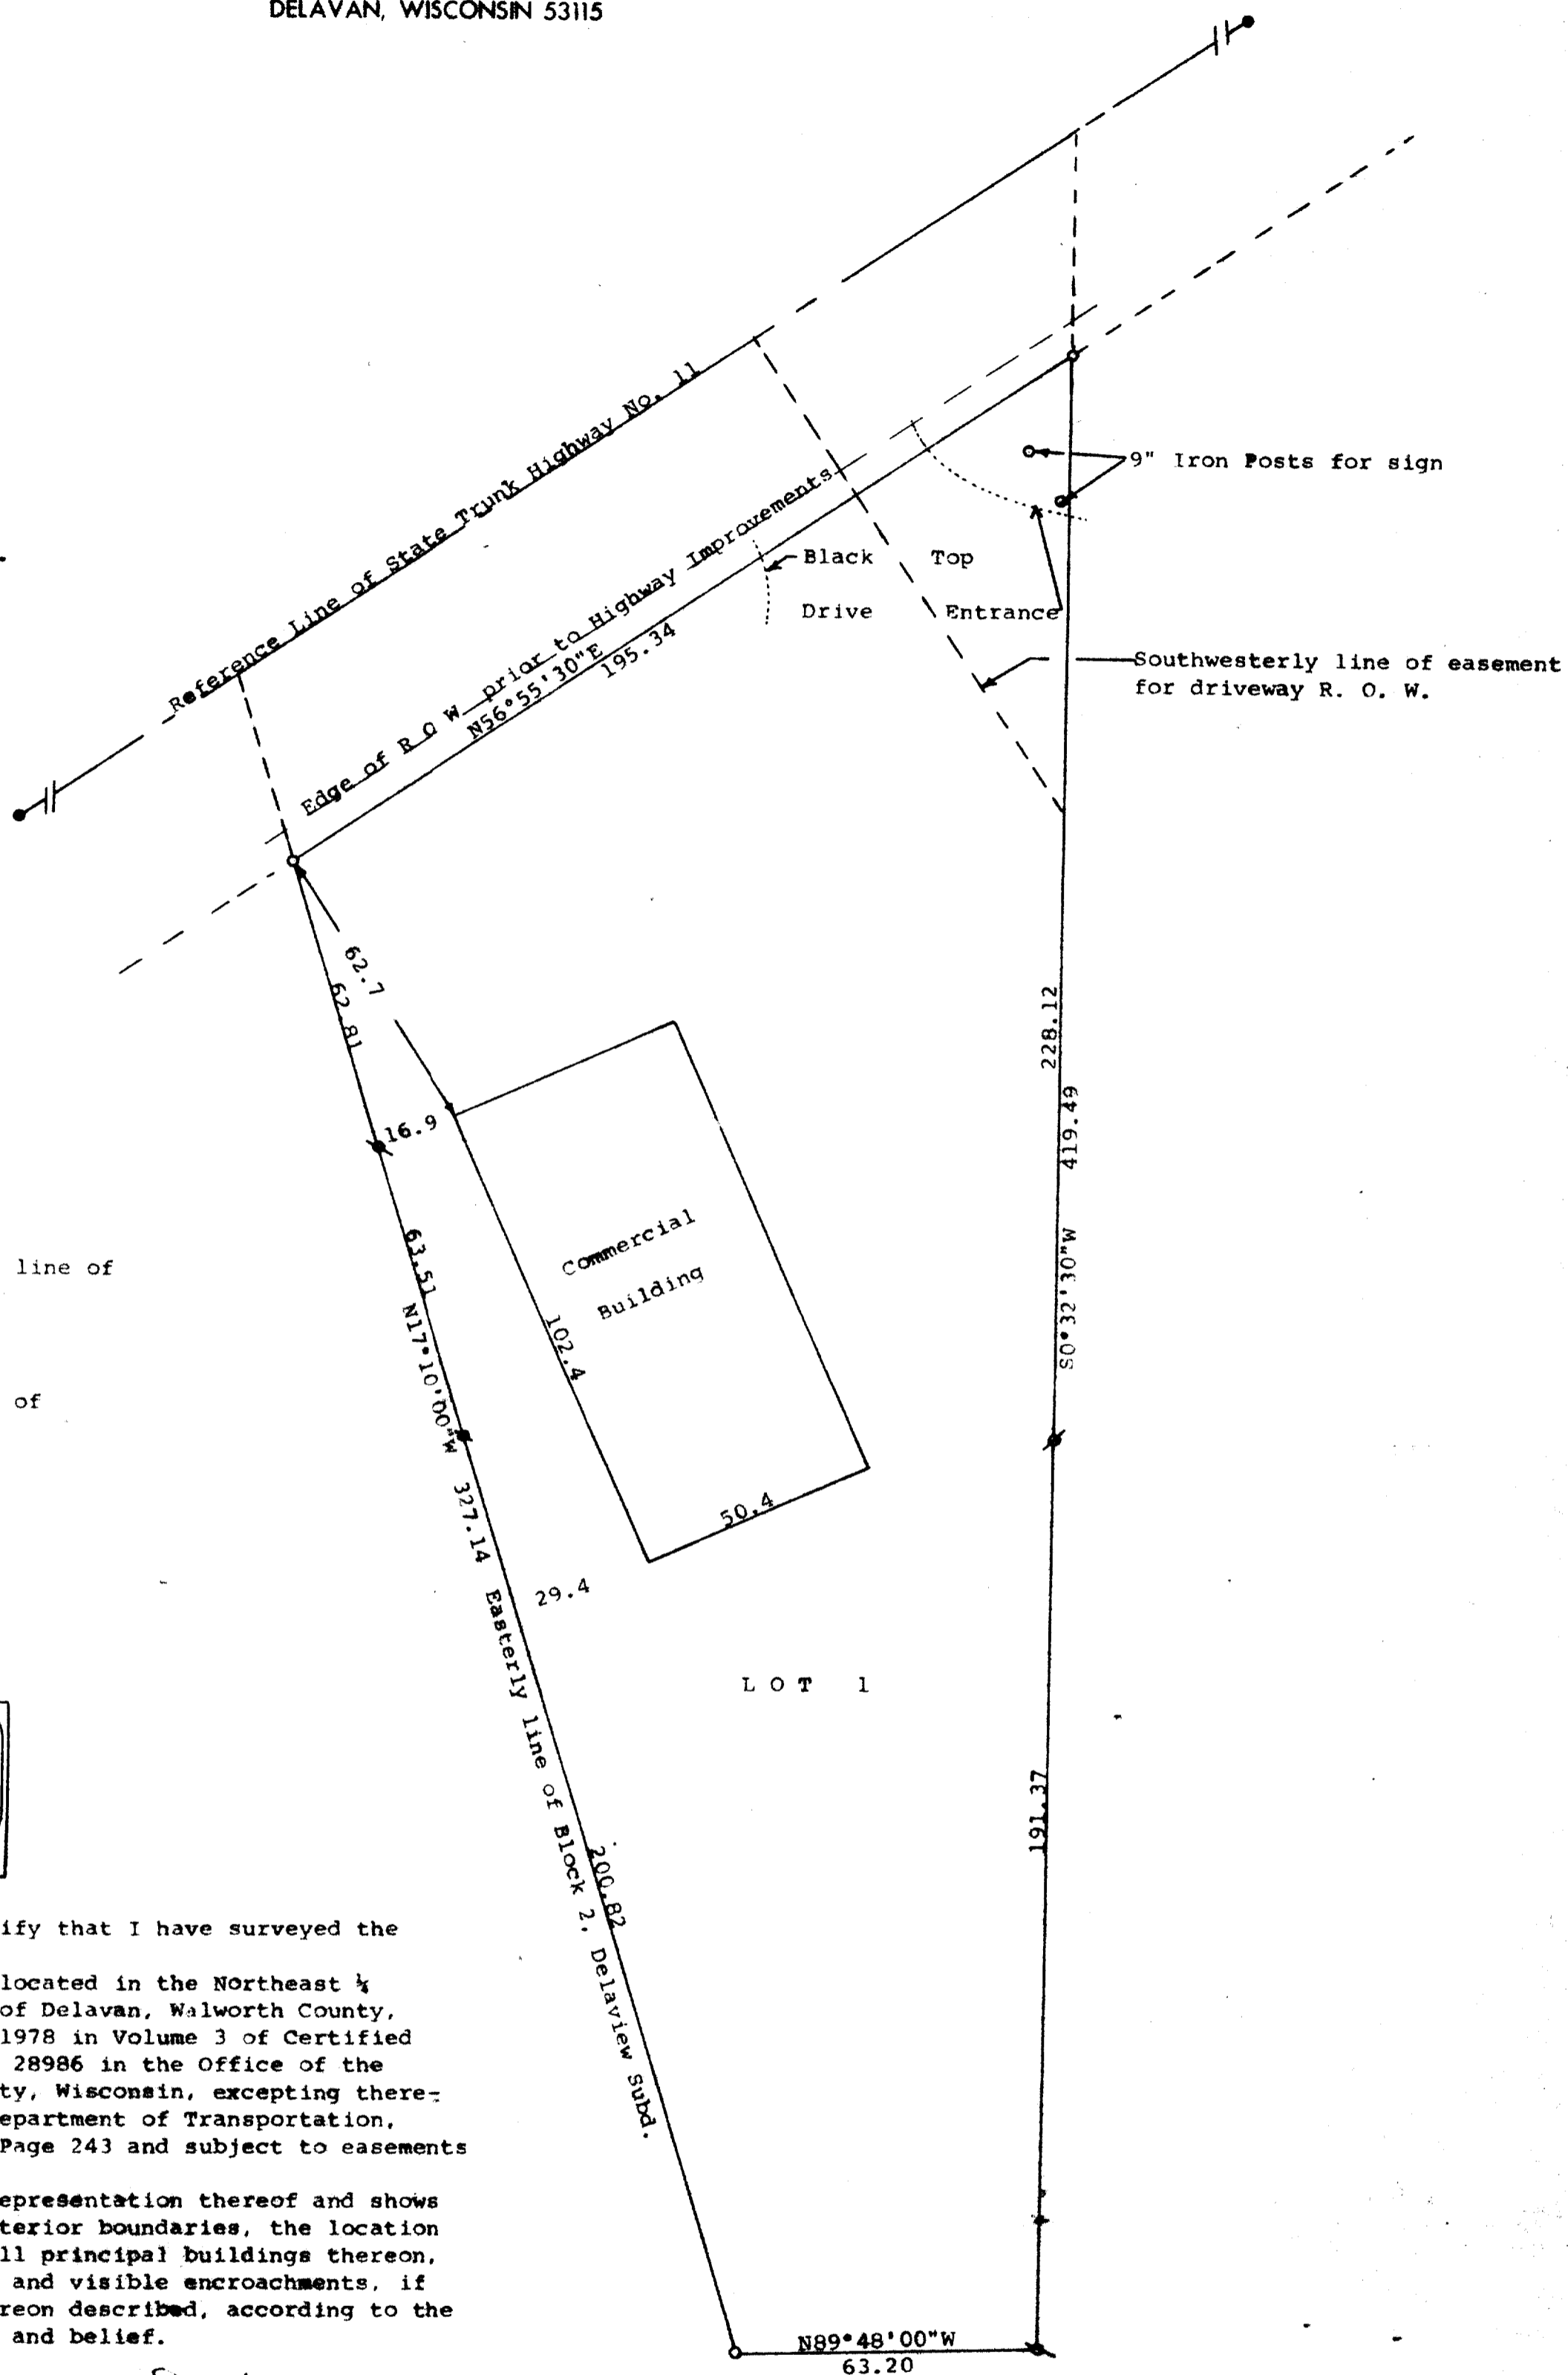 DELAVAN, WISCONSIN 53115
Reference Line of State Trunk Highway No. 11
Edge of R O W prior to Highway Improvements
N56°55'30"E
195.34
9" Iron Posts for sign
Black Top
Drive Entrance
Southwesterly line of easement
for driveway R. O. W.
62.7
62.81
228.12
419.49
S0°32'30"W
16.9
63.51
N17°10'00"W 327.14 Easterly line of Block 2, Delaview Subd.
Commercial
Building
102.4
50.4
29.4
line of
of
LOT 1
191.37
200.82
ify that I have surveyed the
located in the Northeast ¼
of Delavan, Walworth County,
1978 in Volume 3 of Certified
28986 in the Office of the
ty, Wisconsin, excepting there-
epartment of Transportation,
Page 243 and subject to easements
epresentation thereof and shows
terior boundaries, the location
ll principal buildings thereon,
and visible encroachments, if
reon described, according to the
and belief.
N89°48'00"W
63.20